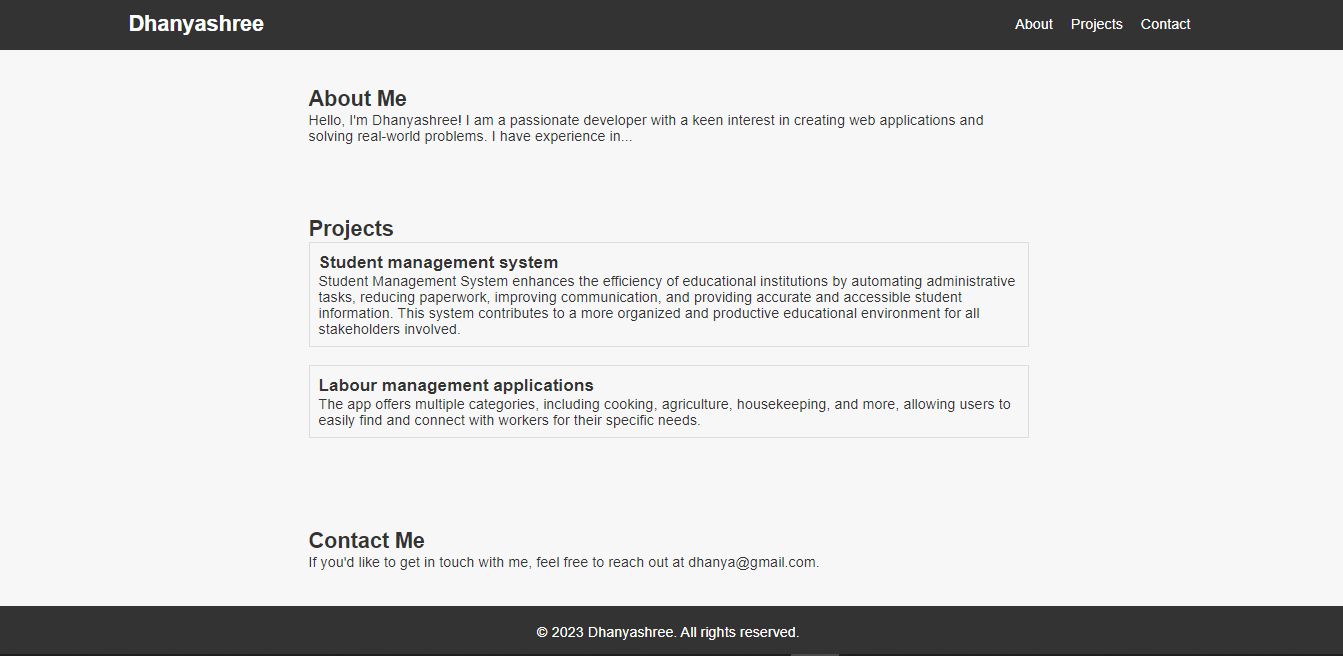 Dhanyashree
About Projects Contact
About Me
Hello, I'm Dhanyashree! I am a passionate developer with a keen interest in creating web applications and
solving real-world problems. I have experience in...
Projects
Student management system
Student Management System enhances the efficiency of educational institutions by automating administrative
tasks, reducing paperwork, improving communication, and providing accurate and accessible student
information. This system contributes to a more organized and productive educational environment for all
stakeholders involved.
Labour management applications
The app offers multiple categories, including cooking, agriculture, housekeeping, and more, allowing users to
easily find and connect with workers for their specific needs.
Contact Me
If you'd like to get in touch with me, feel free to reach out at dhanya@gmail.com.
© 2023 Dhanyashree. All rights reserved.